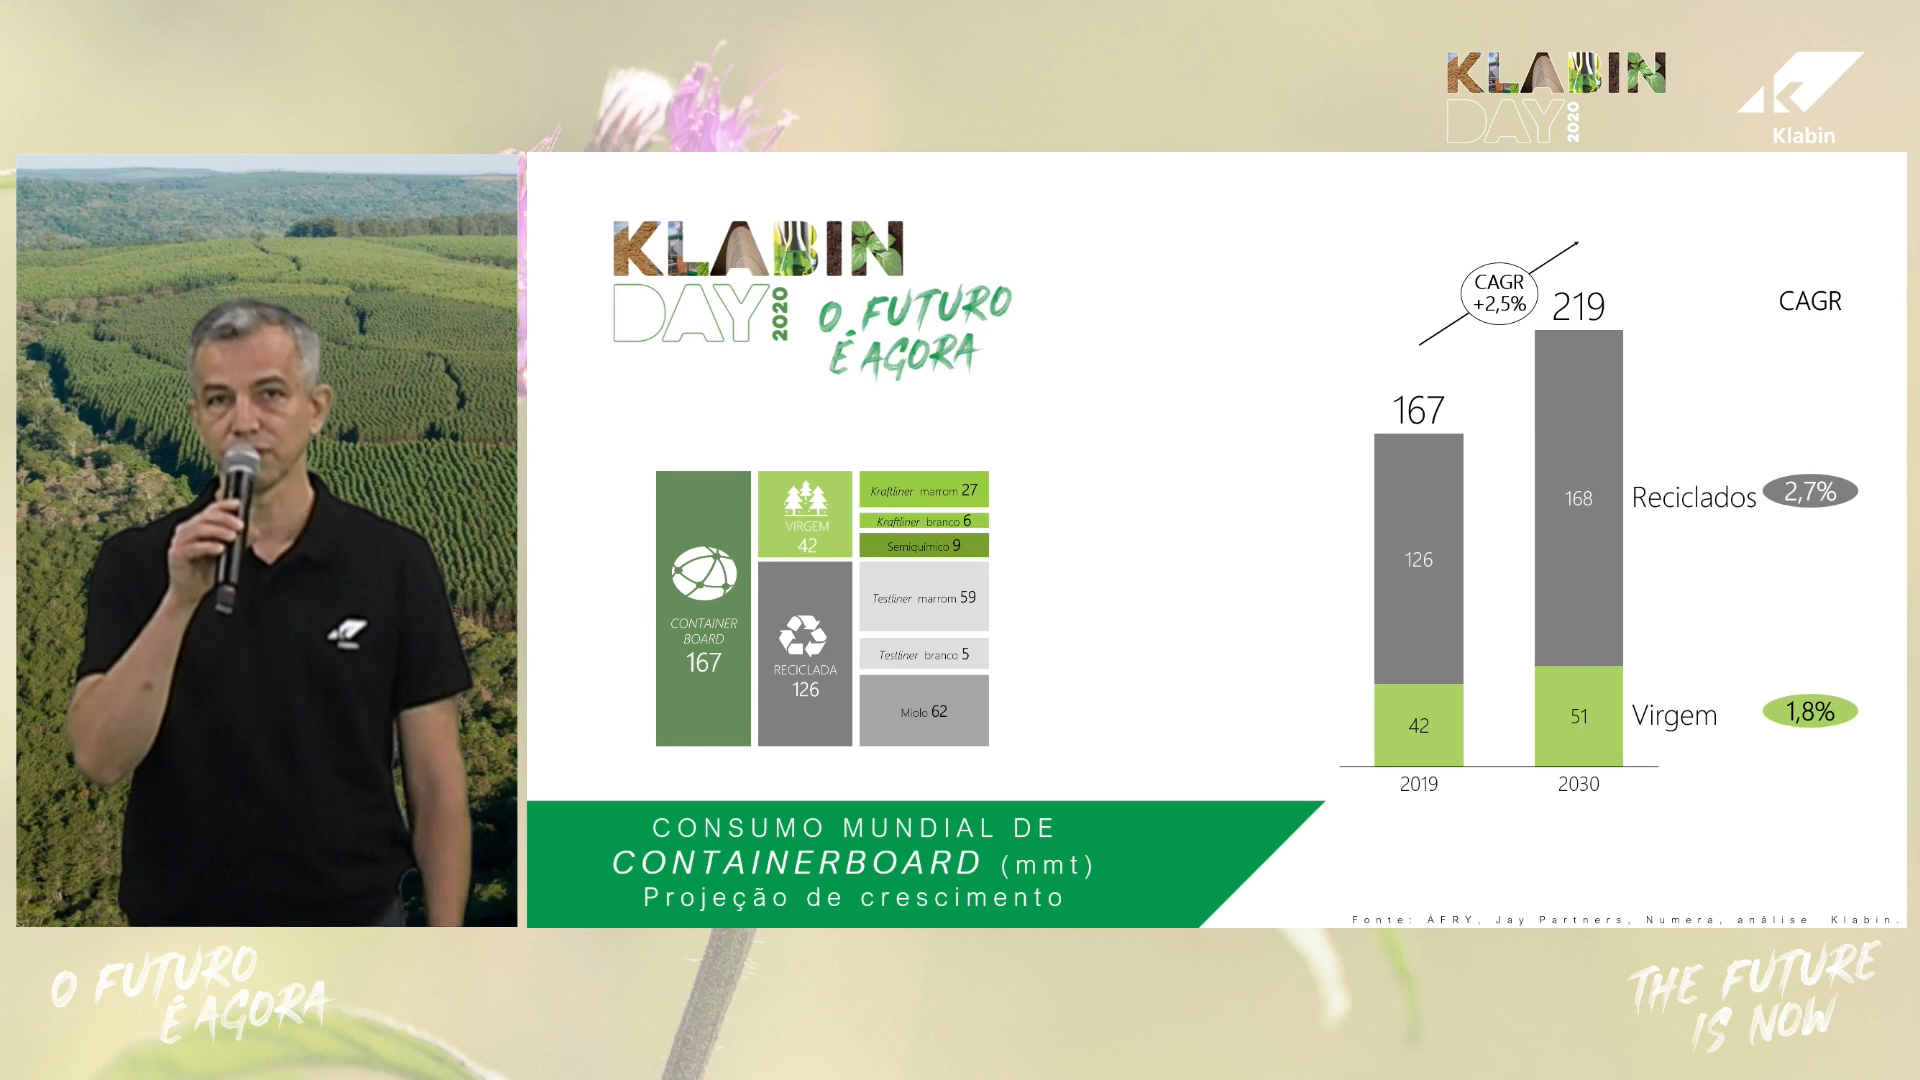 KLABIN
DAY 2020
Klabin
KLABIN
DAY 2020
O FUTURO
É AGORA
CAGR
+2,5%
219
CAGR
167
168
Reciclados
2,7%
126
51
Virgem
1,8%
42
2019
2030
CONTAINER
BOARD
167
VIRGEM
42
RECICLADA
126
Kraftliner marrom 27
Kraftliner branco 6
Semiquímico 9
Testliner marrom 59
Testliner branco 5
Miolo 62
CONSUMO MUNDIAL DE
CONTAINERBOARD (mmt)
Projeção de crescimento
Fonte: ÁFRY, Jay Partners, Numera, análise Klabin.
O FUTURO
É AGORA
THE FUTURE
IS NOW